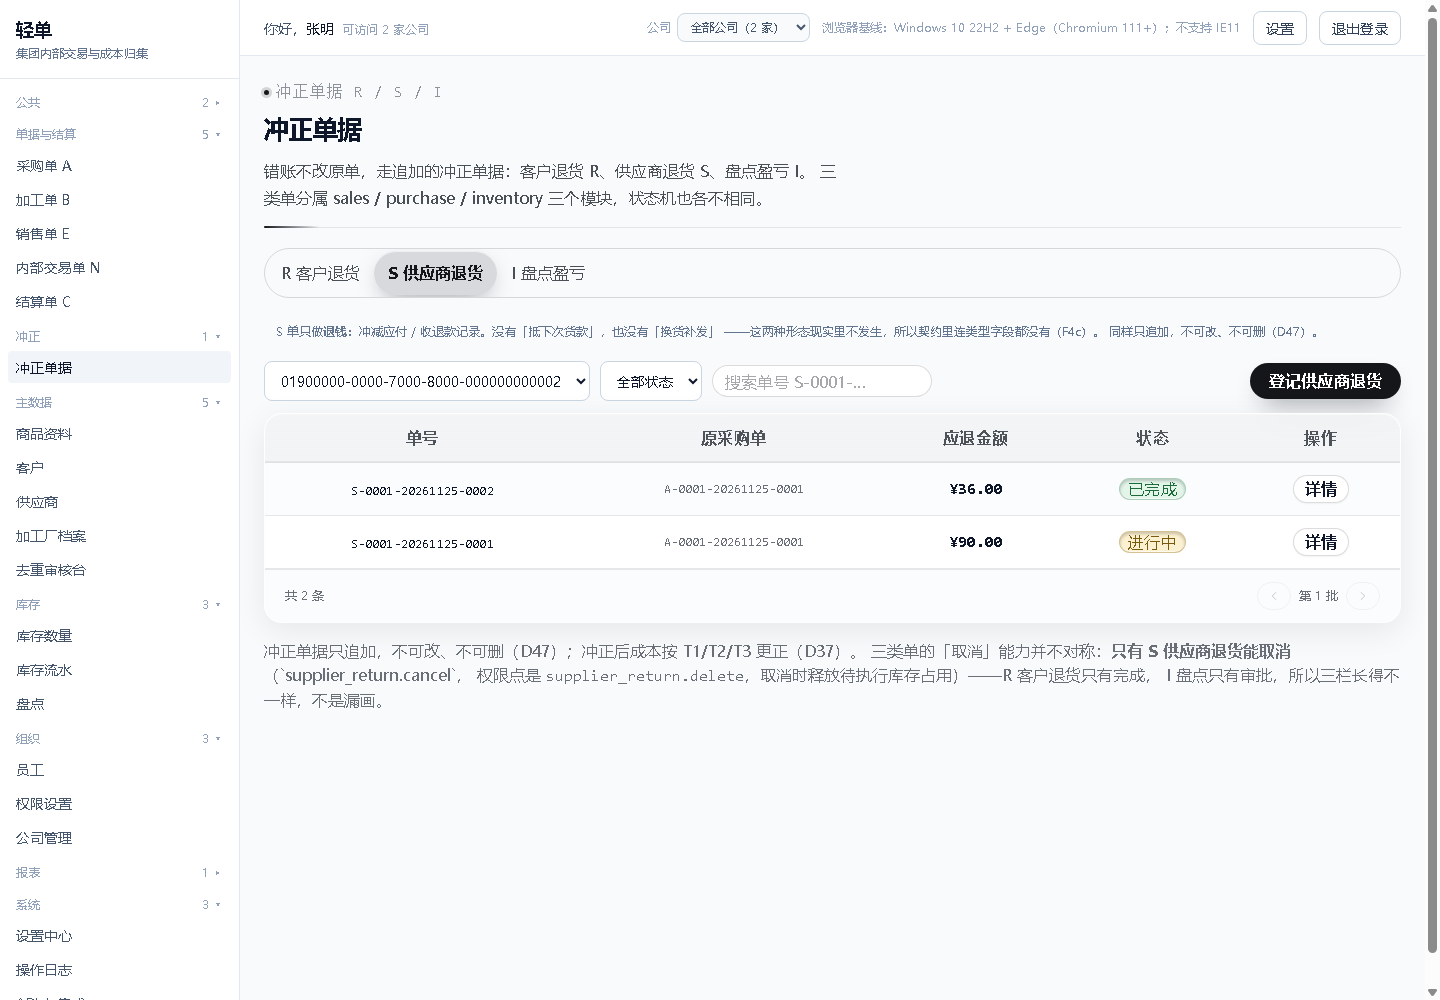 轻单
集团内部交易与成本归集
公共 2
单据与结算 5
采购单 A
加工单 B
销售单 E
内部交易单 N
结算单 C
冲正 1
冲正单据
主数据 5
商品资料
客户
供应商
加工厂档案
去重审核台
库存 3
库存数量
库存流水
盘点
组织 3
员工
权限设置
公司管理
报表 1
系统 3
设置中心
操作日志
你好，张明 可访问 2 家公司
公司 全部公司（2 家） 浏览器基线：Windows 10 22H2 + Edge（Chromium 111+）；不支持 IE11 设置 退出登录
冲正单据 R / S / I
冲正单据
错账不改原单，走追加的冲正单据：客户退货 R、供应商退货 S、盘点盈亏 I。 三
类单分属 sales / purchase / inventory 三个模块，状态机也各不相同。
R 客户退货 S 供应商退货 I 盘点盈亏
S 单只做退钱：冲减应付 / 收退款记录。没有「抵下次货款」，也没有「换货补发」 ——这两种形态现实里不发生，所以契约里连类型字段都没有（F4c）。 同样只追加，不可改、不可删（D47）。
01900000-0000-7000-8000-000000000002 全部状态 搜索单号 S-0001-... 登记供应商退货
单号 原采购单 应退金额 状态 操作
S-0001-20261125-0002 A-0001-20261125-0001 ¥36.00 已完成 详情
S-0001-20261125-0001 A-0001-20261125-0001 ¥90.00 进行中 详情
共 2 条 第 1 批
冲正单据只追加，不可改、不可删（D47）；冲正后成本按 T1/T2/T3 更正（D37）。 三类单的「取消」能力并不对称：只有 S 供应商退货能取消
（`supplier_return.cancel`， 权限点是 supplier_return.delete，取消时释放待执行库存占用）——R 客户退货只有完成， I 盘点只有审批，所以三栏长得不
一样，不是漏画。